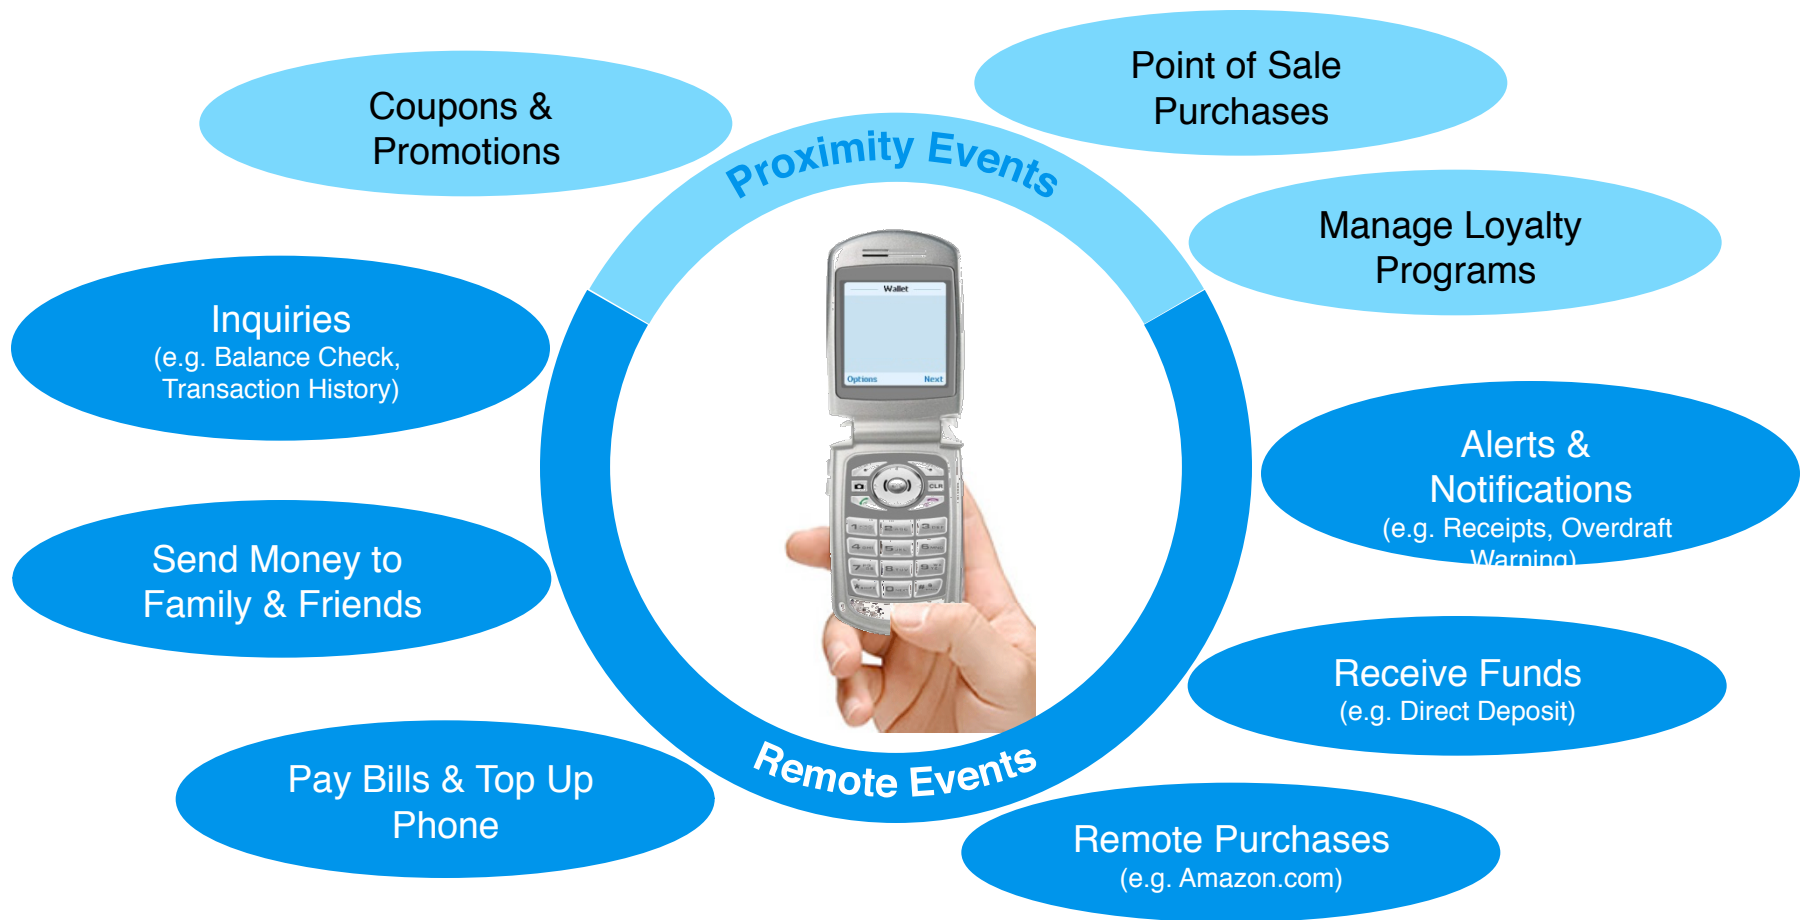 Point of Sale
Purchases
Coupons &
Promotions
Proximity Events
Manage Loyalty
Programs
Wallet
Options
Next
Inquiries
(e.g. Balance Check,
Transaction History)
Alerts &
Notifications
(e.g. Receipts, Overdraft
Warning)
CLR
Send Money to
Family & Friends
Receive Funds
(e.g. Direct Deposit)
Remote Events
Pay Bills & Top Up
Phone
Remote Purchases
(e.g. Amazon.com)